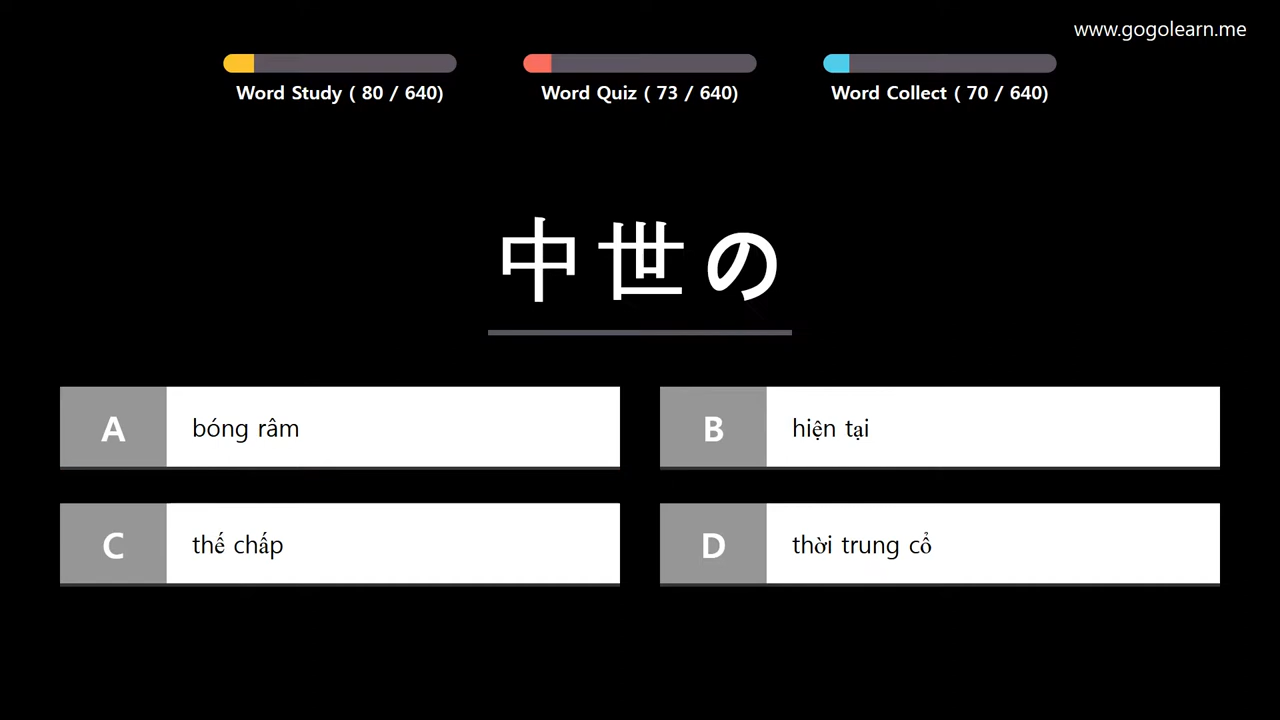 www.gogolearn.me
Word Study ( 80 / 640)
Word Quiz ( 73 / 640)
Word Collect ( 70 / 640)
中世の
A bóng râm
B hiện tại
C thế chấp
D thời trung cổ